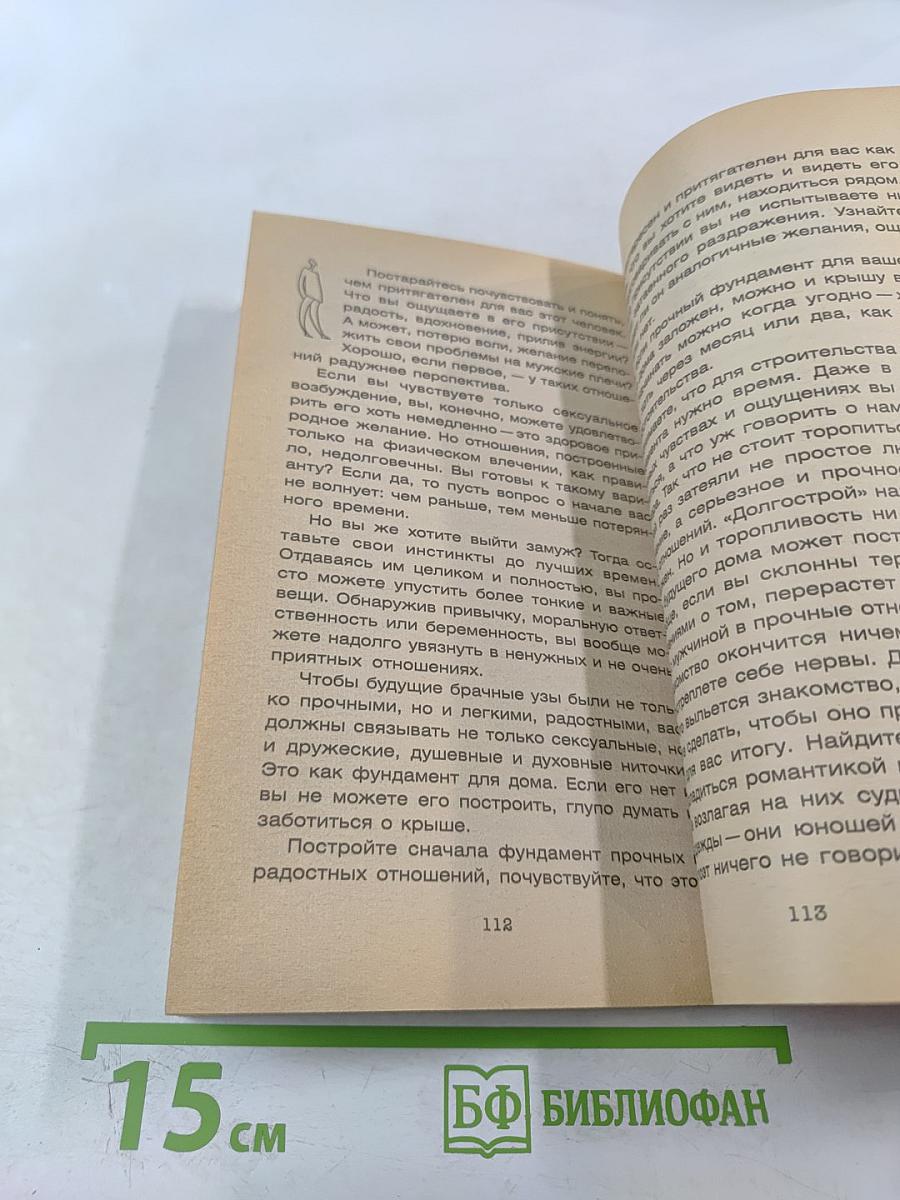 Постарайтесь почувствовать и понять,
чем притягателен для вас этот человек.
Что вы ощущаете в его присутствии —
радость, вдохновение, прилив энергии?
А может, потерю воли, желание перело-
жить свои проблемы на мужские плечи?
Хорошо, если первое, — у таких отноше-
ний радужнее перспектива.
Если вы чувствуете только сексуальное
возбуждение, вы, конечно, можете удовлетво-
рить его хоть немедленно — это здоровое при-
родное желание. Но отношения, построенные
только на физическом влечении, как прави-
ло, недолговечны. Вы готовы к такому вари-
анту? Если да, то пусть вопрос о начале вас
не волнует: чем раньше, тем меньше потерян-
ного времени.
Но вы же хотите выйти замуж? Тогда ос-
тавьте свои инстинкты до лучших времен.
Отдаваясь им целиком и полностью, вы про-
сто можете упустить более тонкие и важные
вещи. Обнаружив привычку, моральную ответ-
ственность или беременность, вы вообще мо-
жете надолго увязнуть в ненужных и не очень
приятных отношениях.
Чтобы будущие брачные узы были не толь-
ко прочными, но и легкими, радостными, вас
должны связывать не только сексуальные, но
и дружеские, душевные и духовные ниточки.
Это как фундамент для дома. Если его нет и
вы не можете его построить, глупо думать и
заботиться о крыше.
Постройте сначала фундамент прочных и
радостных отношений, почувствуйте, что это
112
и притягателен для вас как
вы хотите видеть и видеть его
с ним, находиться рядом,
вы не испытываете
раздражения. Узнайте
он аналогичные желания,
прочный фундамент для
заложен, можно и крышу
нет.
можно когда угодно —
через месяц или два, как
что для строительства
нужно время. Даже в
чувствах и ощущениях вы
а что уж говорить о
Так что не стоит торопиться
раз затеяли не простое
а серьезное и
«Долгострой»
Но и торопливость ни
дома может
если вы склонны
о том, перерастет
мужчиной в прочные
окончится ничем
себе нервы.
выльется знакомство,
сделать, чтобы оно
вас итогу. Найдите
романтикой
возлагая на них
— они юношей
ничего не
113
15 см
БФ БИБЛИОФАН